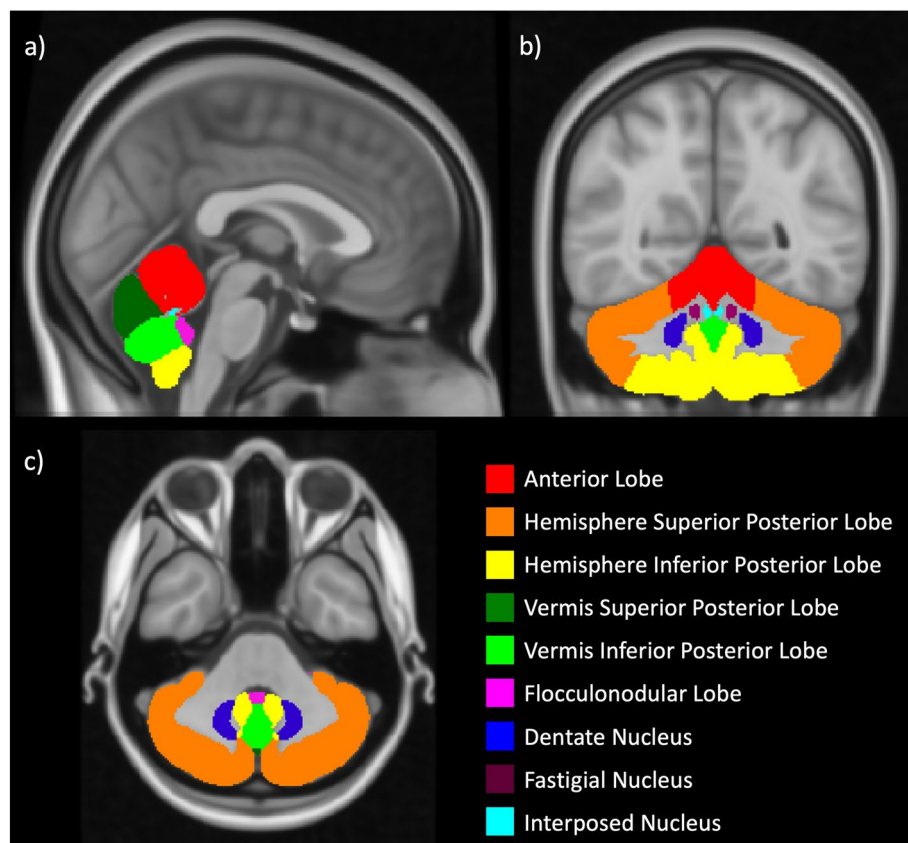 a)
b)
c)
Anterior Lobe
Hemisphere Superior Posterior Lobe
Hemisphere Inferior Posterior Lobe
Vermis Superior Posterior Lobe
Vermis Inferior Posterior Lobe
Flocculonodular Lobe
Dentate Nucleus
Fastigial Nucleus
Interposed Nucleus